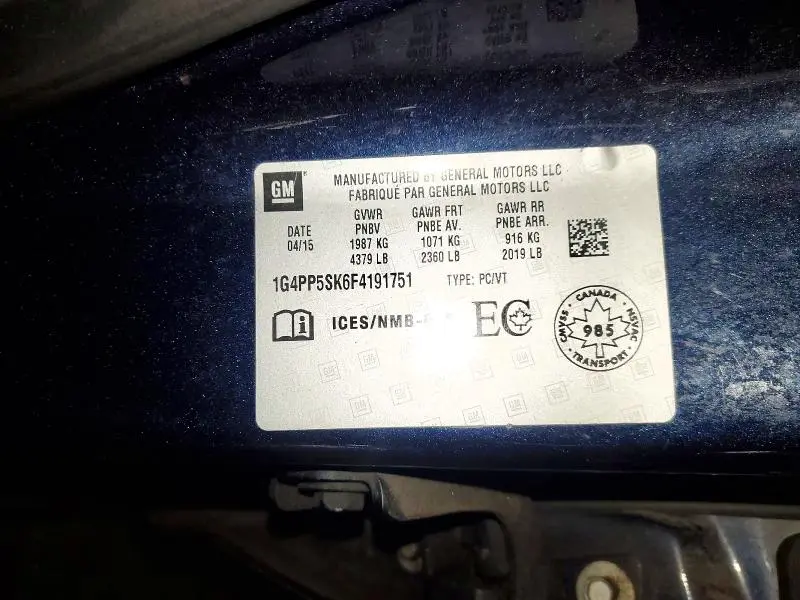 GM
MANUFACTURED BY GENERAL MOTORS LLC
FABRIQUÉ PAR GENERAL MOTORS LLC
DATE
04/15
GVWR
PNBV
1987 KG
4379 LB
GAWR FRT
PNBE AV.
1071 KG
2360 LB
GAWR RR
PNBE ARR.
916 KG
2019 LB
1G4PP5SK6F4191751
TYPE: PC/VT
ICES/NMB-
EC
CANADA
CMVSS
985
NSVAC
TRANSPORT